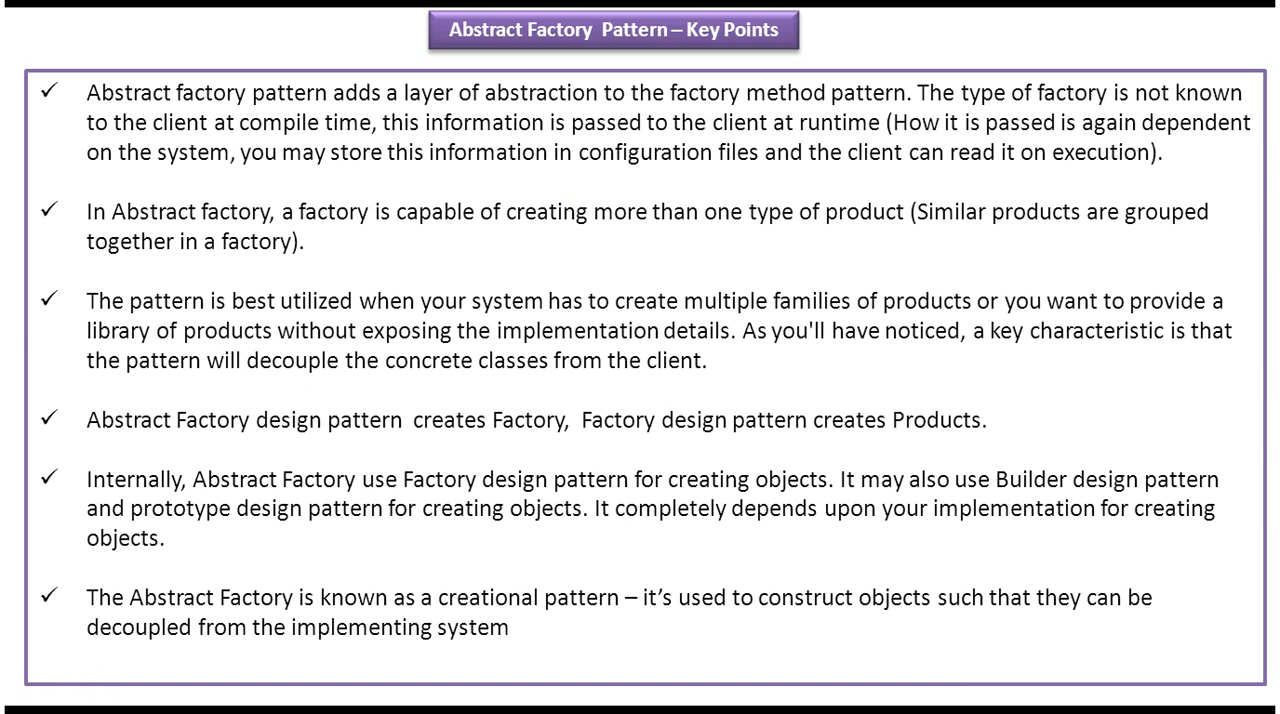 Abstract Factory Pattern – Key Points
✓ Abstract factory pattern adds a layer of abstraction to the factory method pattern. The type of factory is not known
to the client at compile time, this information is passed to the client at runtime (How it is passed is again dependent
on the system, you may store this information in configuration files and the client can read it on execution).
✓ In Abstract factory, a factory is capable of creating more than one type of product (Similar products are grouped
together in a factory).
✓ The pattern is best utilized when your system has to create multiple families of products or you want to provide a
library of products without exposing the implementation details. As you'll have noticed, a key characteristic is that
the pattern will decouple the concrete classes from the client.
✓ Abstract Factory design pattern creates Factory, Factory design pattern creates Products.
✓ Internally, Abstract Factory use Factory design pattern for creating objects. It may also use Builder design pattern
and prototype design pattern for creating objects. It completely depends upon your implementation for creating
objects.
✓ The Abstract Factory is known as a creational pattern – it’s used to construct objects such that they can be
decoupled from the implementing system